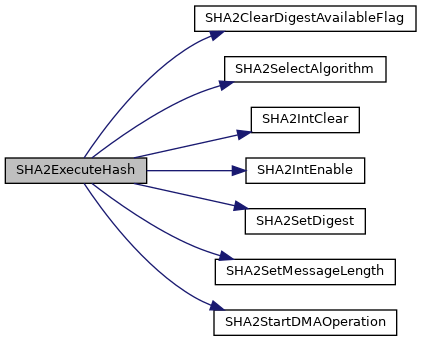 SHA2ClearDigestAvailableFlag
SHA2SelectAlgorithm
SHA2IntClear
SHA2ExecuteHash
SHA2IntEnable
SHA2SetDigest
SHA2SetMessageLength
SHA2StartDMAOperation